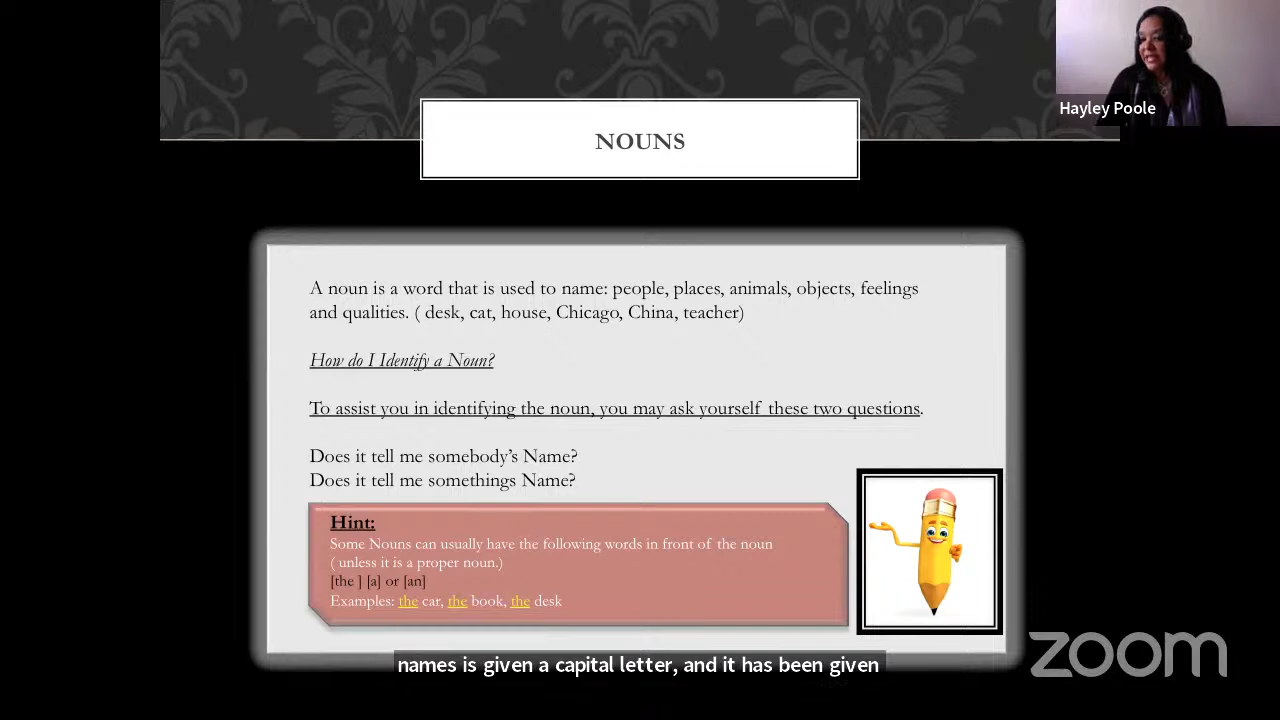 Hayley Poole
NOUNS
A noun is a word that is used to name: people, places, animals, objects, feelings
and qualities. ( desk, cat, house, Chicago, China, teacher)
How do I Identify a Noun?
To assist you in identifying the noun, you may ask yourself these two questions.
Does it tell me somebody’s Name?
Does it tell me somethings Name?
Hint:
Some Nouns can usually have the following words in front of the noun
( unless it is a proper noun.)
[the ] [a] or [an]
Examples: the car, the book, the desk
names is given a capital letter, and it has been given
zoom